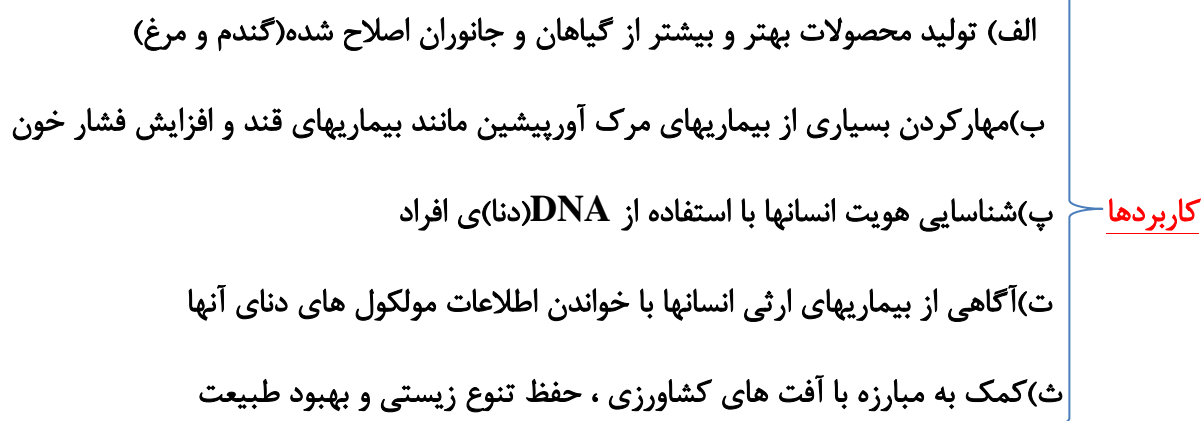 الف) تولید محصولات بهتر و بیشتر از گیاهان و جانوران اصلاح شده(گندم و مرغ)
ب)مهارکردن بسیاری از بیماریهای مرک آورپیشین مانند بیماریهای قند و افزایش فشار خون
کاربردها
پ)شناسایی هویت انسانها با استفاده از DNA(دنا)ی افراد
ت)آگاهی از بیماریهای ارثی انسانها با خواندن اطلاعات مولکول های دنای آنها
ث)کمک به مبارزه با آفت های کشاورزی ، حفظ تنوع زیستی و بهبود طبیعت